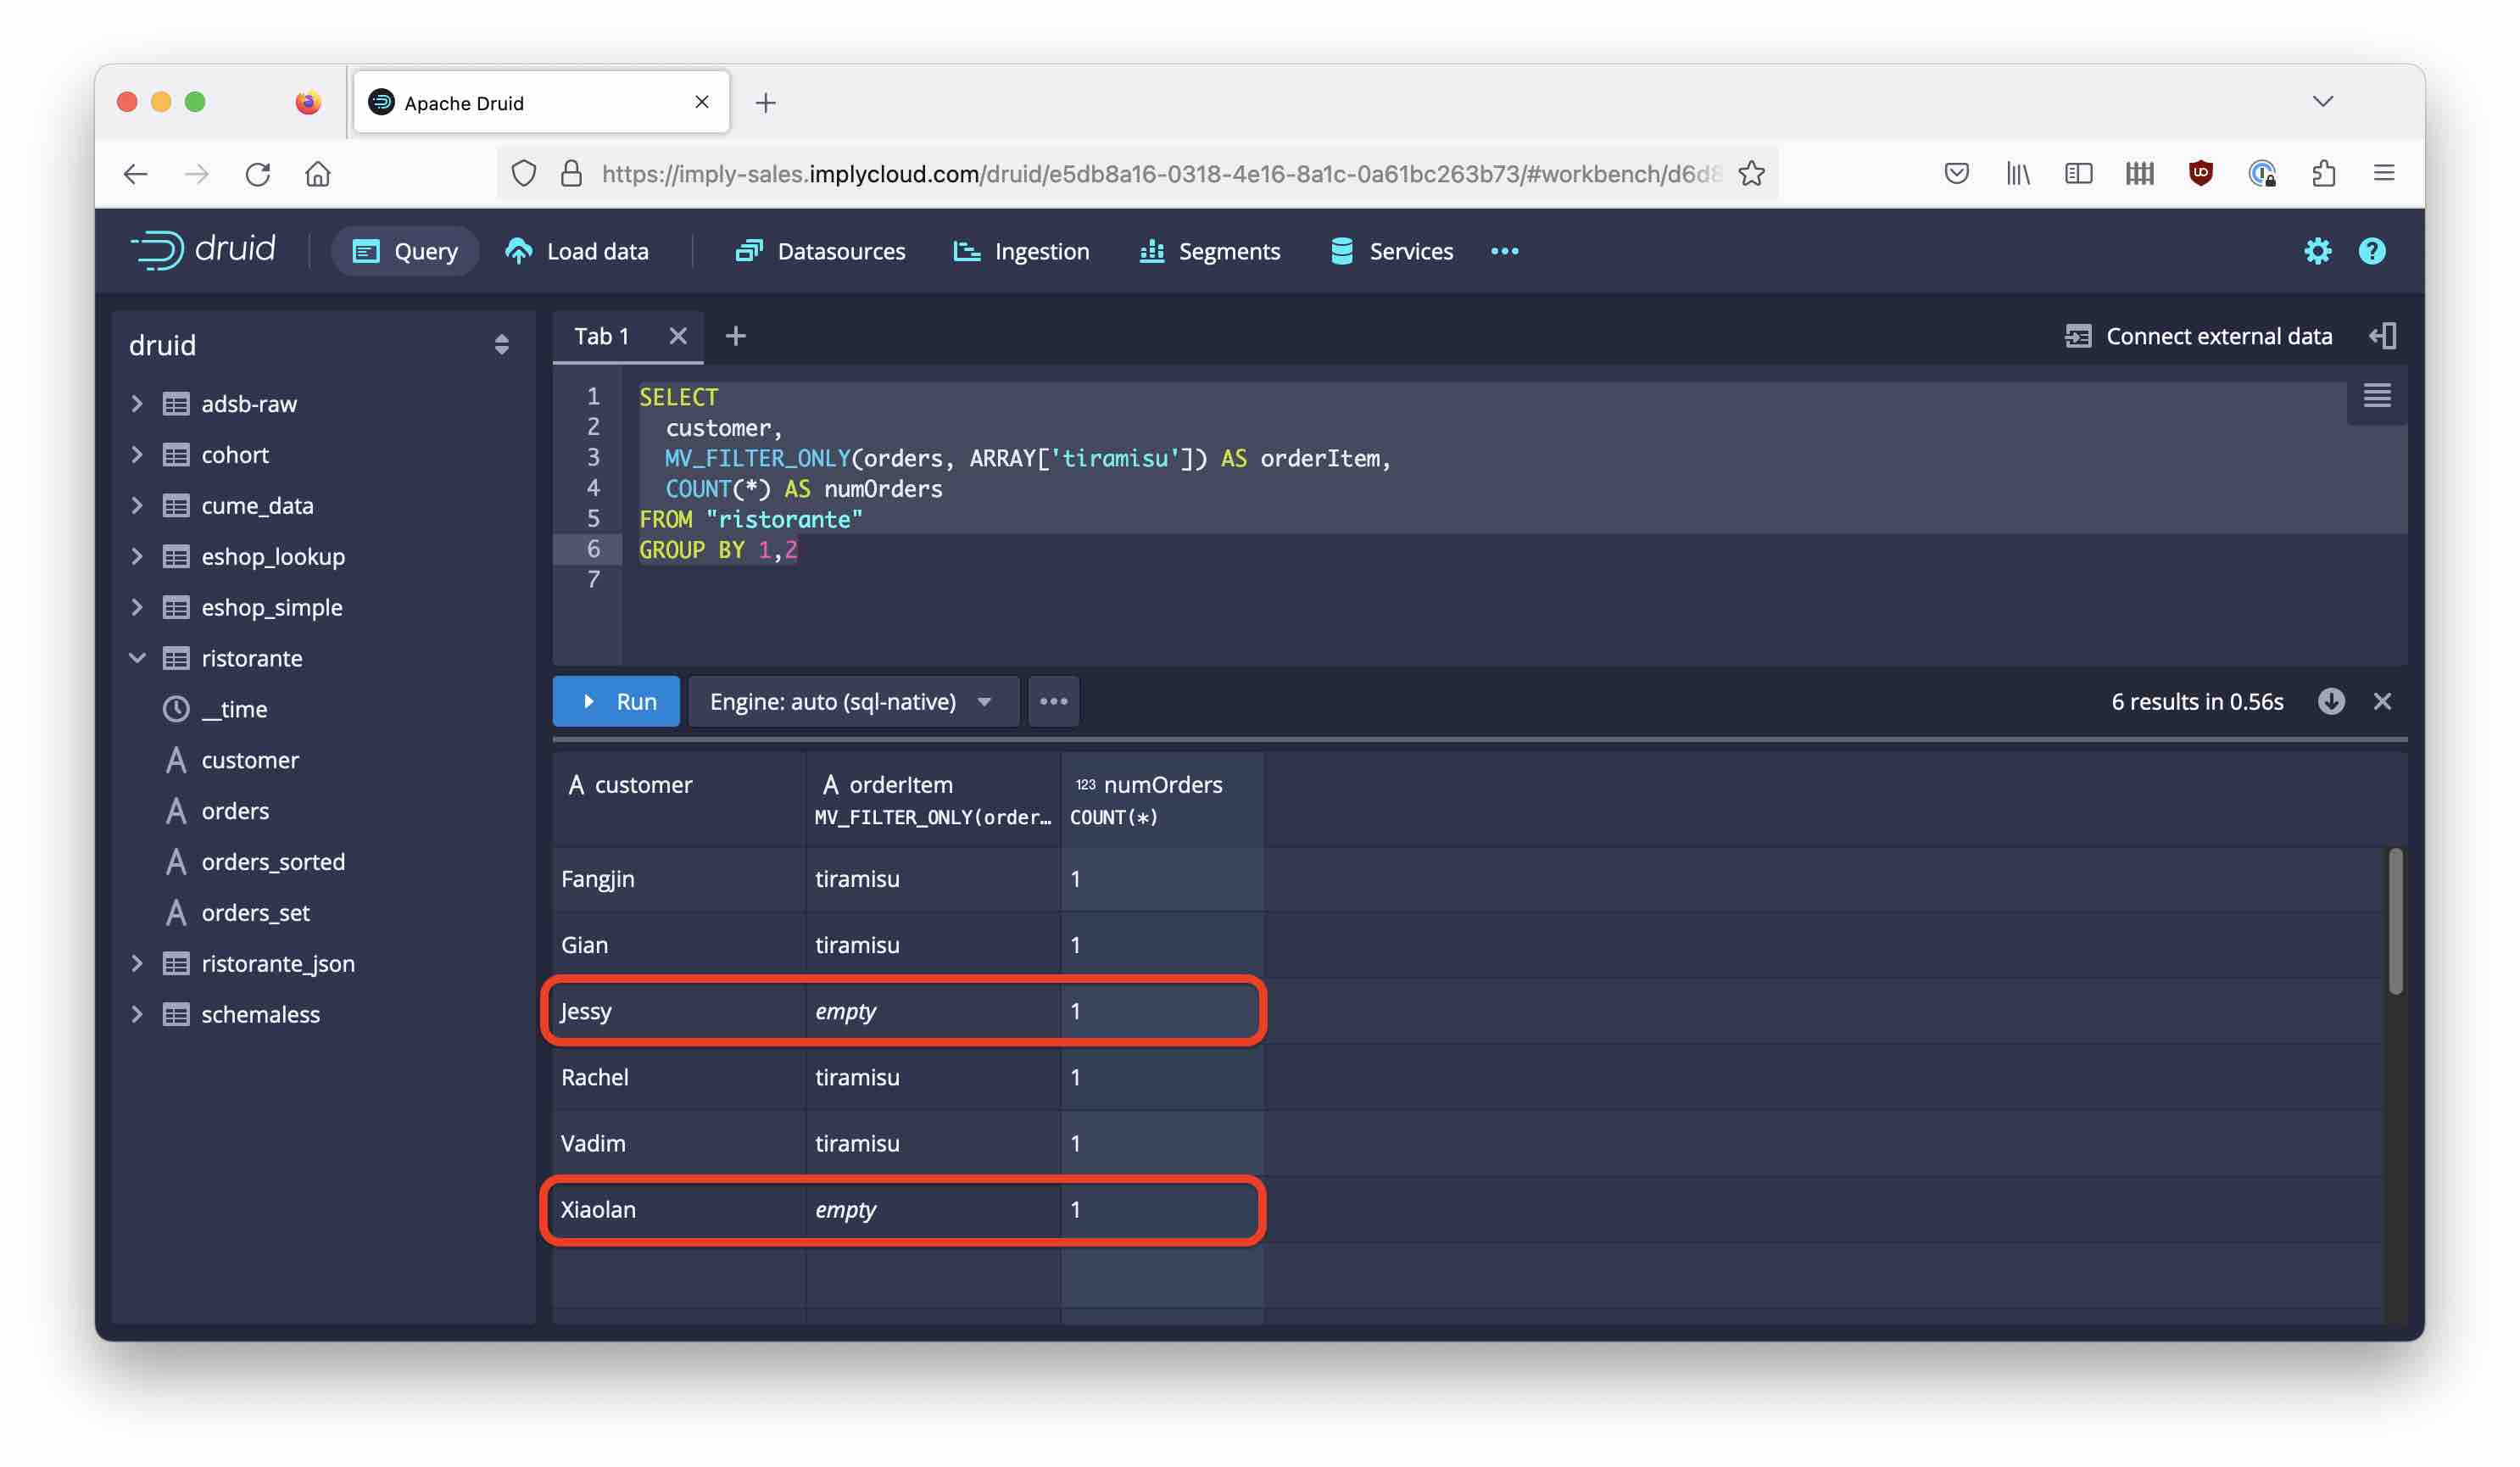 Apache Druid
https://imply-sales.implycloud.com/druid/e5db8a16-0318-4e16-8a1c-0a61bc263b73/#workbench/d6d8
druid
Query
Load data
Datasources
Ingestion
Segments
Services
druid
adsb-raw
cohort
cume_data
eshop_lookup
eshop_simple
ristorante
__time
customer
orders
orders_sorted
orders_set
ristorante_json
schemaless
Tab 1
Connect external data
1 SELECT
2 customer,
3 MV_FILTER_ONLY(orders, ARRAY['tiramisu']) AS orderItem,
4 COUNT(*) AS numOrders
5 FROM "ristorante"
6 GROUP BY 1,2
7
Run
Engine: auto (sql-native)
6 results in 0.56s
A customer
A orderItem
MV_FILTER_ONLY(order…
123 numOrders
COUNT(*)
Fangjin tiramisu 1
Gian tiramisu 1
Jessy empty 1
Rachel tiramisu 1
Vadim tiramisu 1
Xiaolan empty 1